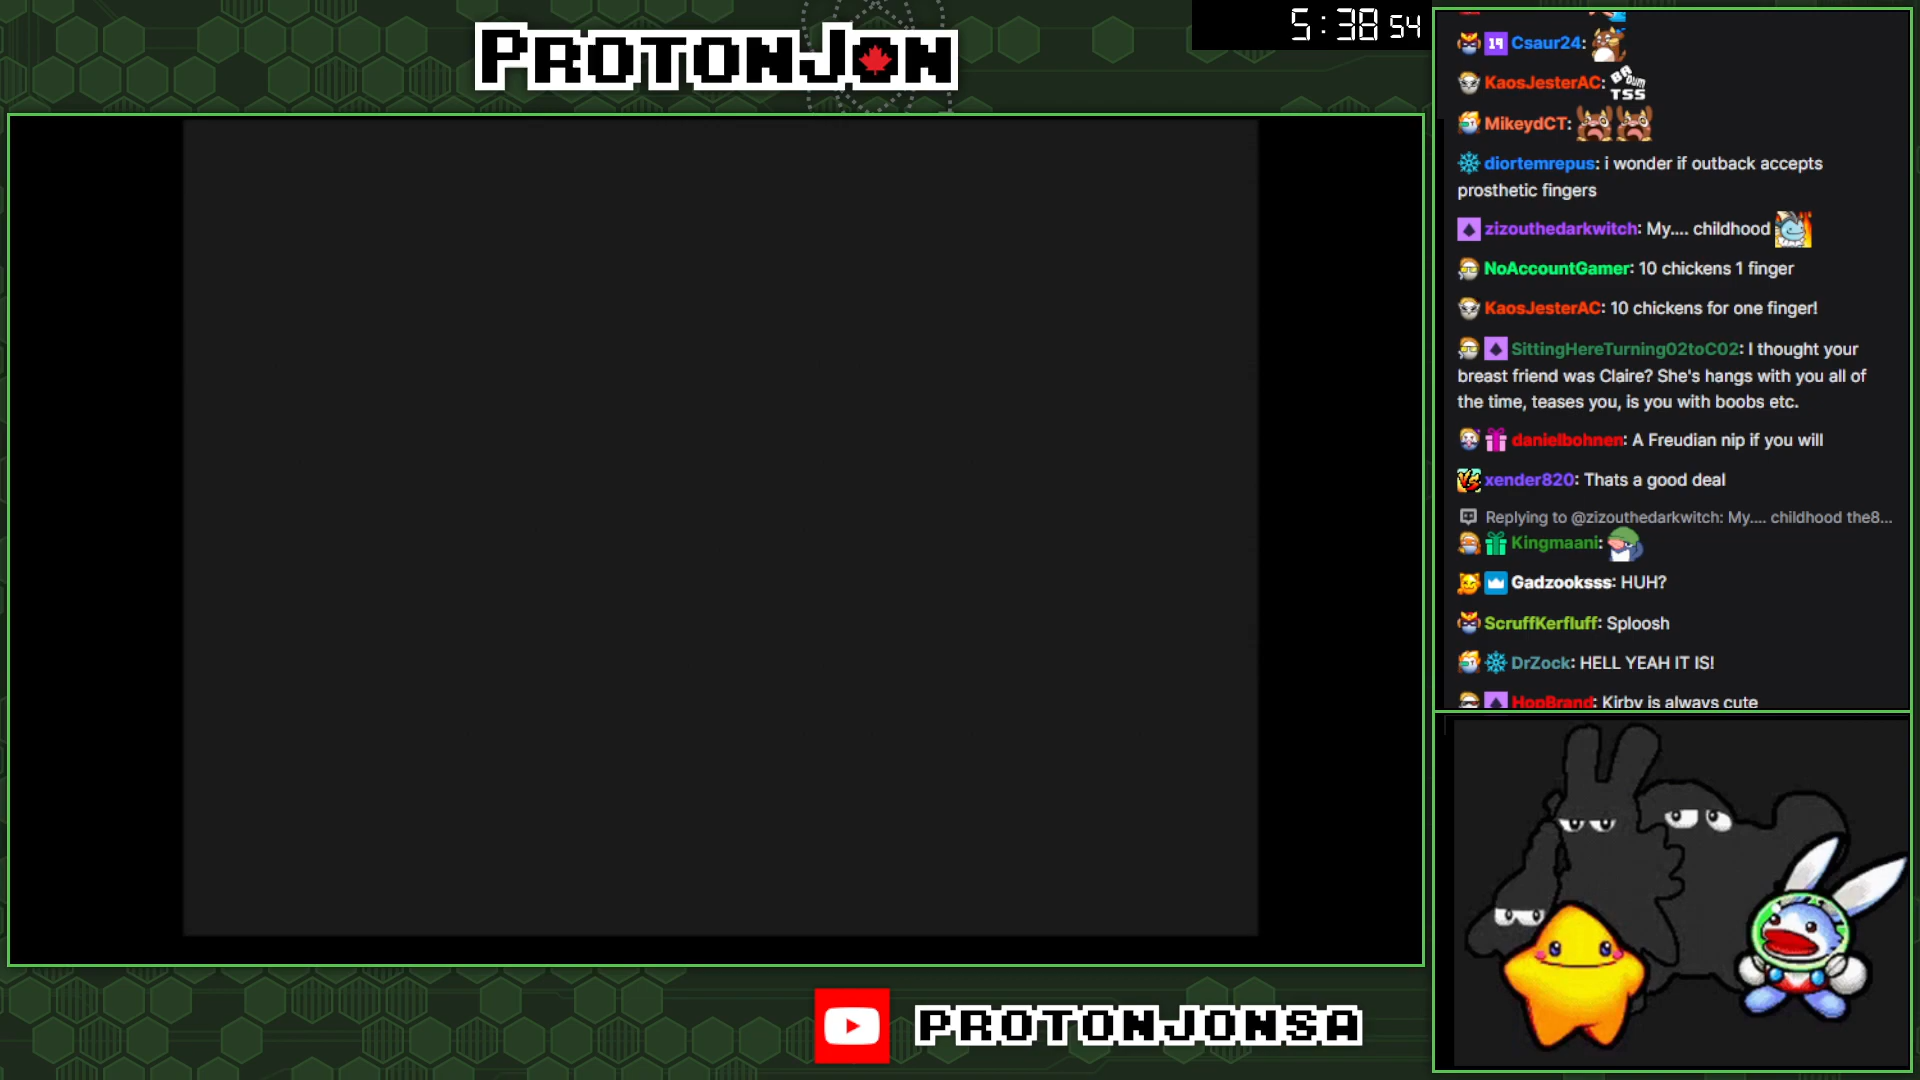 PROTONJON
5:38 54
19 Csaur24:
KaosJesterAC: BA DUM TSS
MikeydCT:
diortemrepus: i wonder if outback accepts
prosthetic fingers
zizouthedarkwitch: My.... childhood
NoAccountGamer: 10 chickens 1 finger
KaosJesterAC: 10 chickens for one finger!
SittingHereTurning02toC02: I thought your
breast friend was Claire? She's hangs with you all of
the time, teases you, is you with boobs etc.
danielbohnen: A Freudian nip if you will
xender820: Thats a good deal
Replying to @zizouthedarkwitch: My.... childhood the8...
Kingmaani:
Gadzooksss: HUH?
ScruffKerfluff: Sploosh
DrZock: HELL YEAH IT IS!
HopBrand: Kirby is always cute
PROTONJONSA